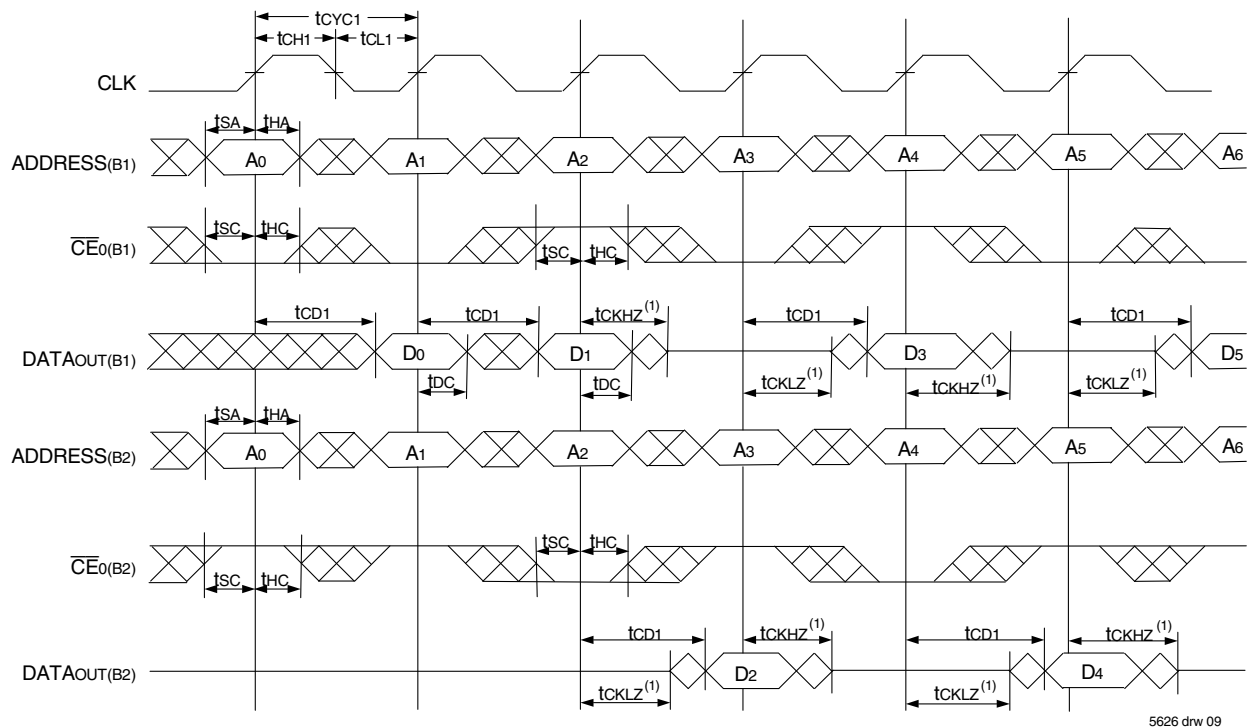 tCYC1
tCH1 tCL1
CLK
tSA tHA
ADDRESS(B1) A0 A1 A2 A3 A4 A5 A6
tSC tHC
CE0(B1)
tSC tHC
tCD1 tCD1 tCKHZ(1) tCD1 tCD1
DATAOUT(B1) D0 D1 D3 D5
tDC tDC tCKLZ(1) tCKHZ(1) tCKLZ(1)
tSA tHA
ADDRESS(B2) A0 A1 A2 A3 A4 A5 A6
tSC tHC
CE0(B2)
tSC tHC
tCD1 tCKHZ(1) tCD1 tCKHZ(1)
DATAOUT(B2) D2 D4
tCKLZ(1) tCKLZ(1)
5626 drw 09